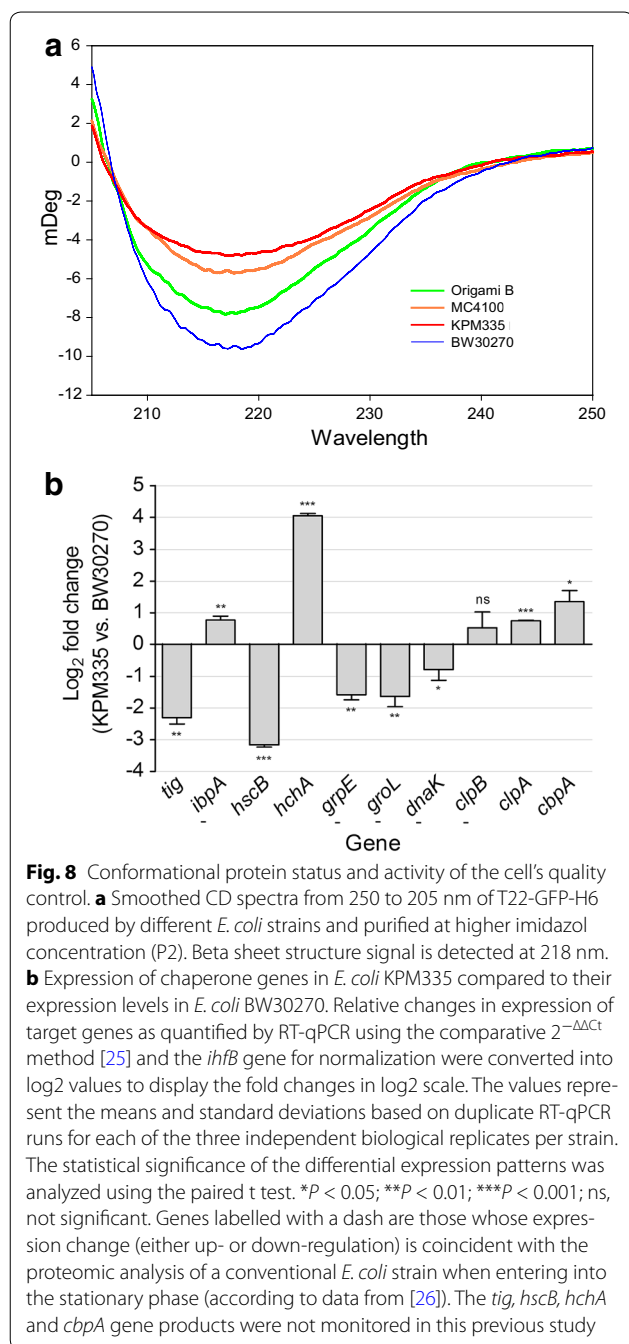 a
6
4
2
0
-2
-4
-6
-8
-10
-12
mDeg
Origami B
MC4100
KPM335
BW30270
210
220
230
240
250
Wavelength
b
5
4
3
2
1
0
-1
-2
-3
-4
Log2 fold change
(KPM335 vs. BW30270)
**
**
***
***
**
**
*
ns
***
*
tig
ibpA
hscB
hchA
grpE
groL
dnaK
clpB
clpA
cbpA
Gene
Fig. 8 Conformational protein status and activity of the cell's quality
control. a Smoothed CD spectra from 250 to 205 nm of T22-GFP-H6
produced by different E. coli strains and purified at higher imidazol
concentration (P2). Beta sheet structure signal is detected at 218 nm.
b Expression of chaperone genes in E. coli KPM335 compared to their
expression levels in E. coli BW30270. Relative changes in expression of
target genes as quantified by RT-qPCR using the comparative 2−ΔΔCt
method [25] and the ihfB gene for normalization were converted into
log2 values to display the fold changes in log2 scale. The values repre-
sent the means and standard deviations based on duplicate RT-qPCR
runs for each of the three independent biological replicates per strain.
The statistical significance of the differential expression patterns was
analyzed using the paired t test. *P < 0.05; **P < 0.01; ***P < 0.001; ns,
not significant. Genes labelled with a dash are those whose expres-
sion change (either up- or down-regulation) is coincident with the
proteomic analysis of a conventional E. coli strain when entering into
the stationary phase (according to data from [26]). The tig, hscB, hchA
and cbpA gene products were not monitored in this previous study